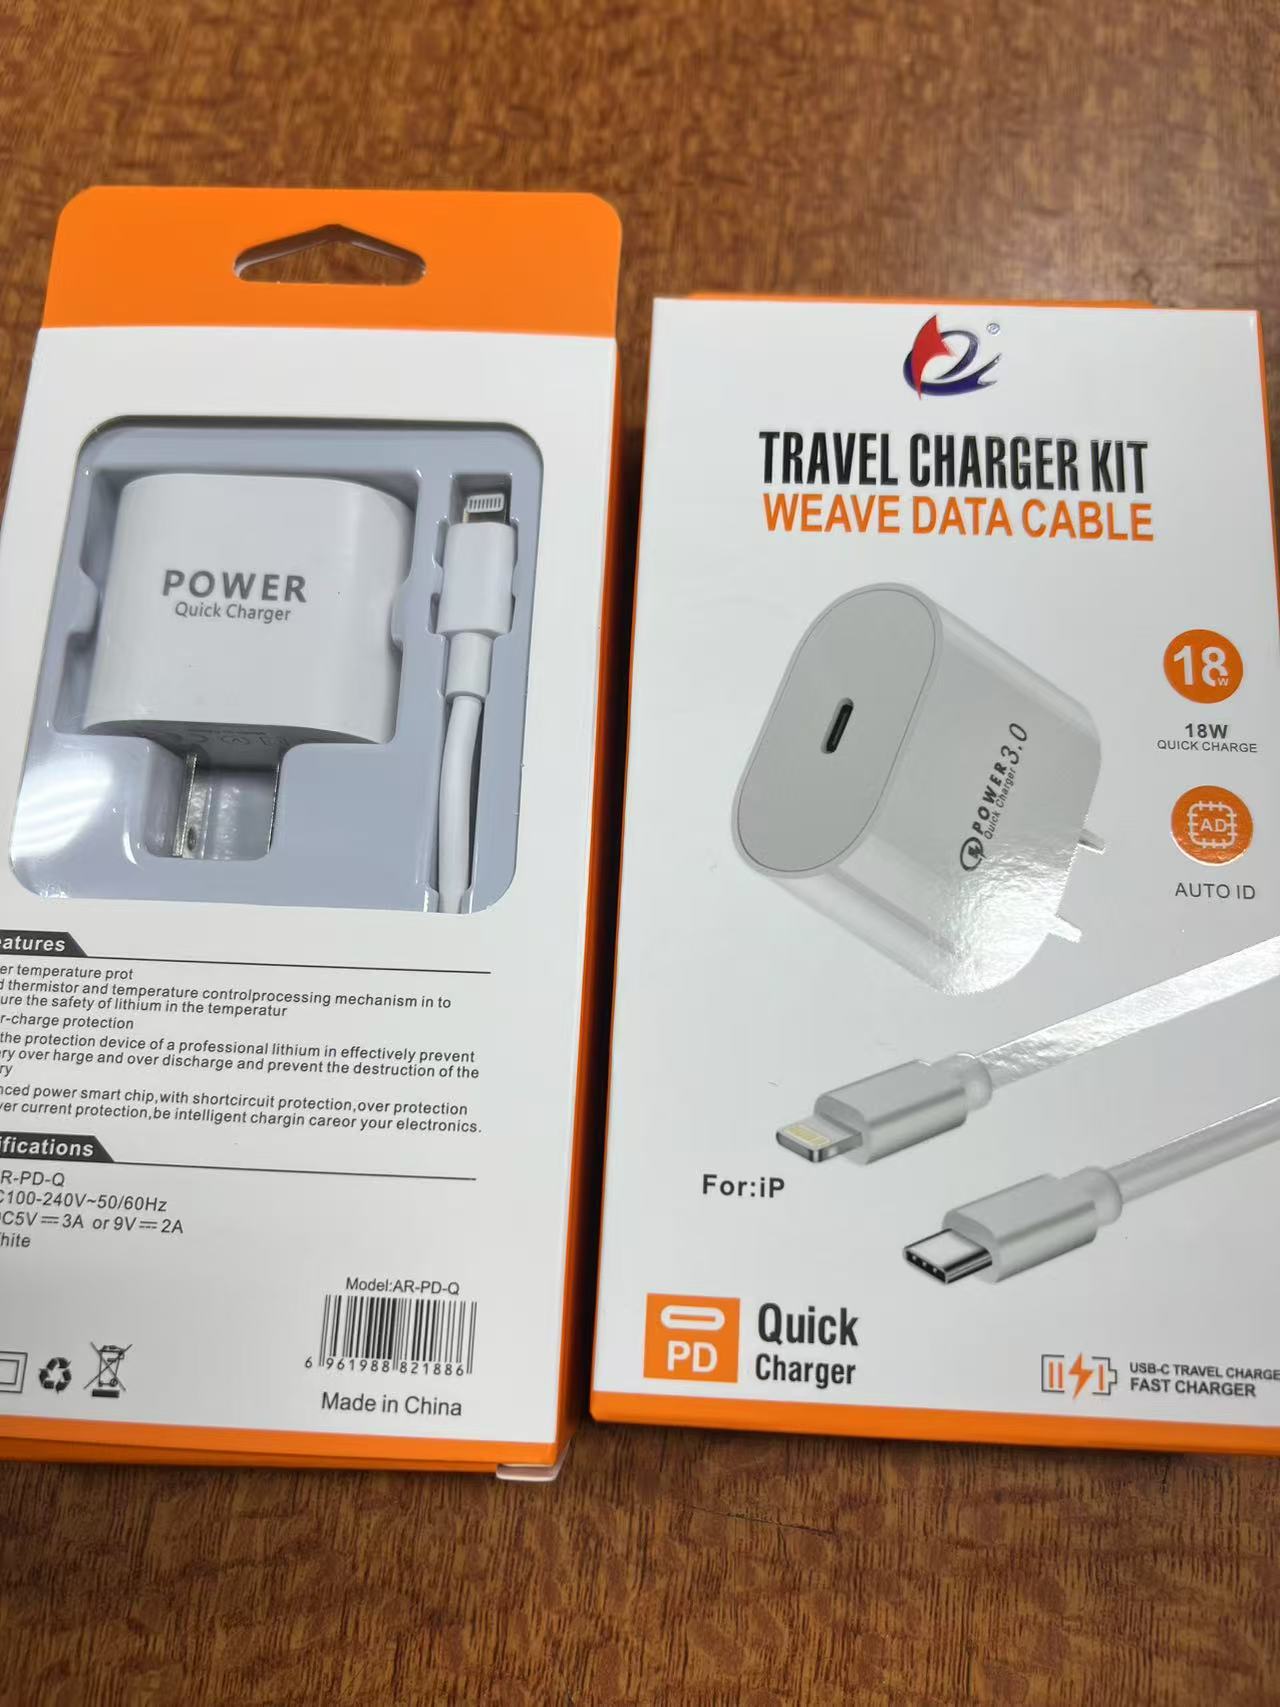 POWER
Quick Charger
eatures
er temperature prot
d thermistor and temperature controlprocessing mechanism in to
ure the safety of lithium in the temperatur
r-charge protection
the protection device of a professional lithium in effectively prevent
ry over harge and over discharge and prevent the destruction of the
ry
nced power smart chip,with shortcircuit protection,over protection
ver current protection,be intelligent chargin careor your electronics.
ifications
R-PD-Q
C100-240V~50/60Hz
C5V⎓3A or 9V⎓2A
hite
Model:AR-PD-Q
6 961988 821886
Made in China
TRAVEL CHARGER KIT
WEAVE DATA CABLE
18W
18W
QUICK CHARGE
AD
AUTO ID
POWER 3.0
Quick Charger
For:iP
PD
Quick
Charger
USB-C TRAVEL CHARGE
FAST CHARGER